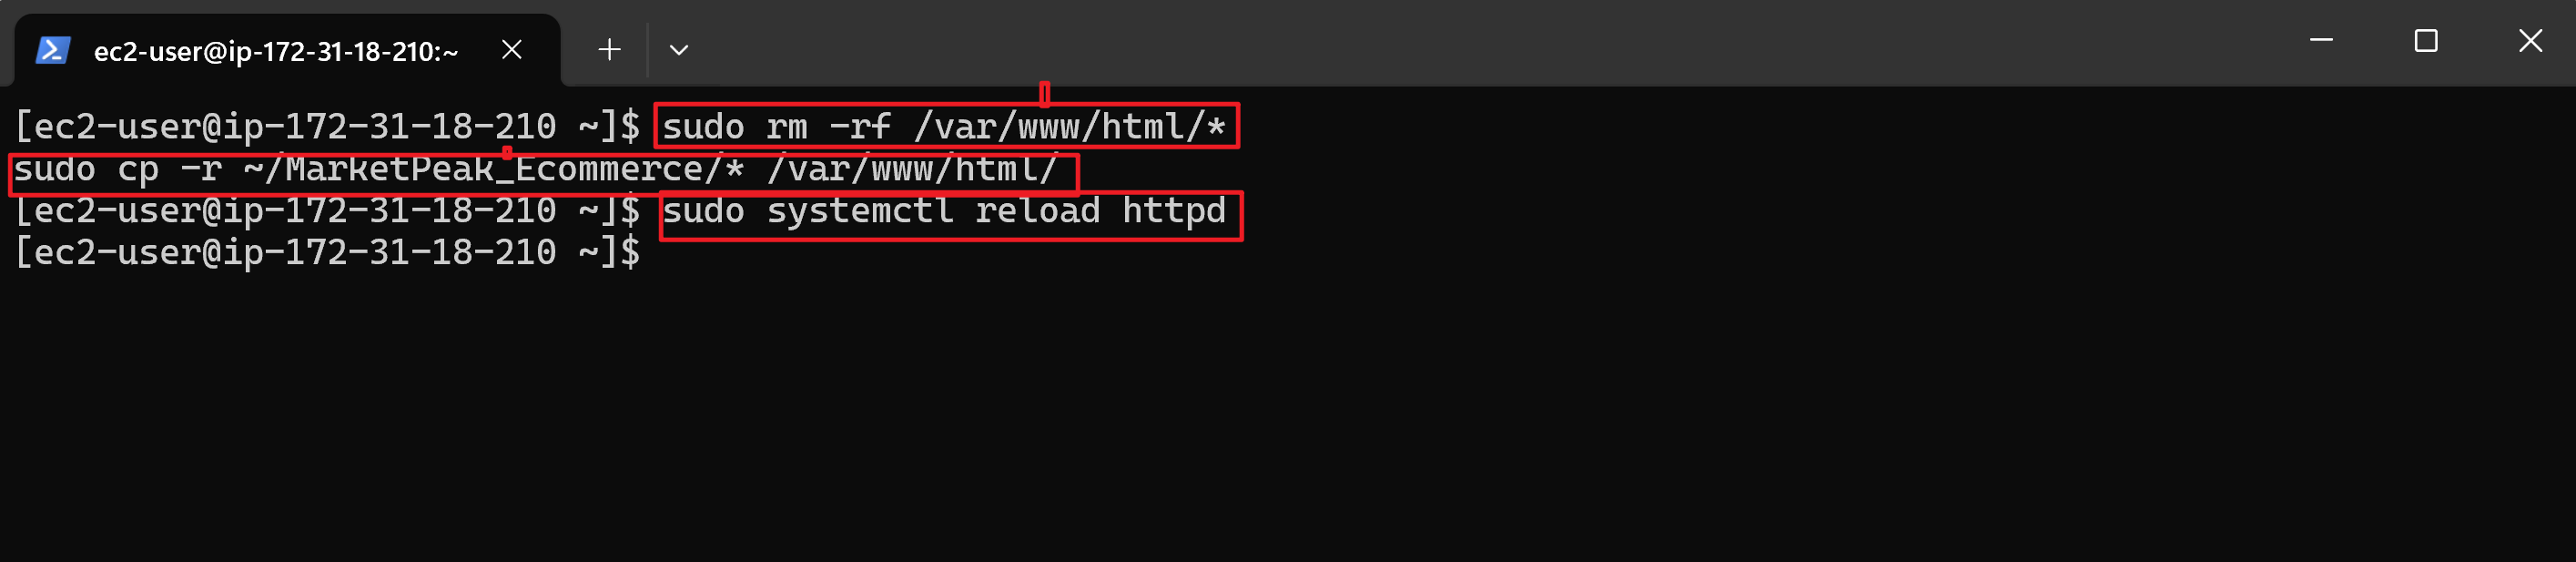 ec2-user@ip-172-31-18-210:~
[ec2-user@ip-172-31-18-210 ~]$ sudo rm -rf /var/www/html/*
sudo cp -r ~/MarketPeak_Ecommerce/* /var/www/html/
[ec2-user@ip-172-31-18-210 ~]$ sudo systemctl reload httpd
[ec2-user@ip-172-31-18-210 ~]$